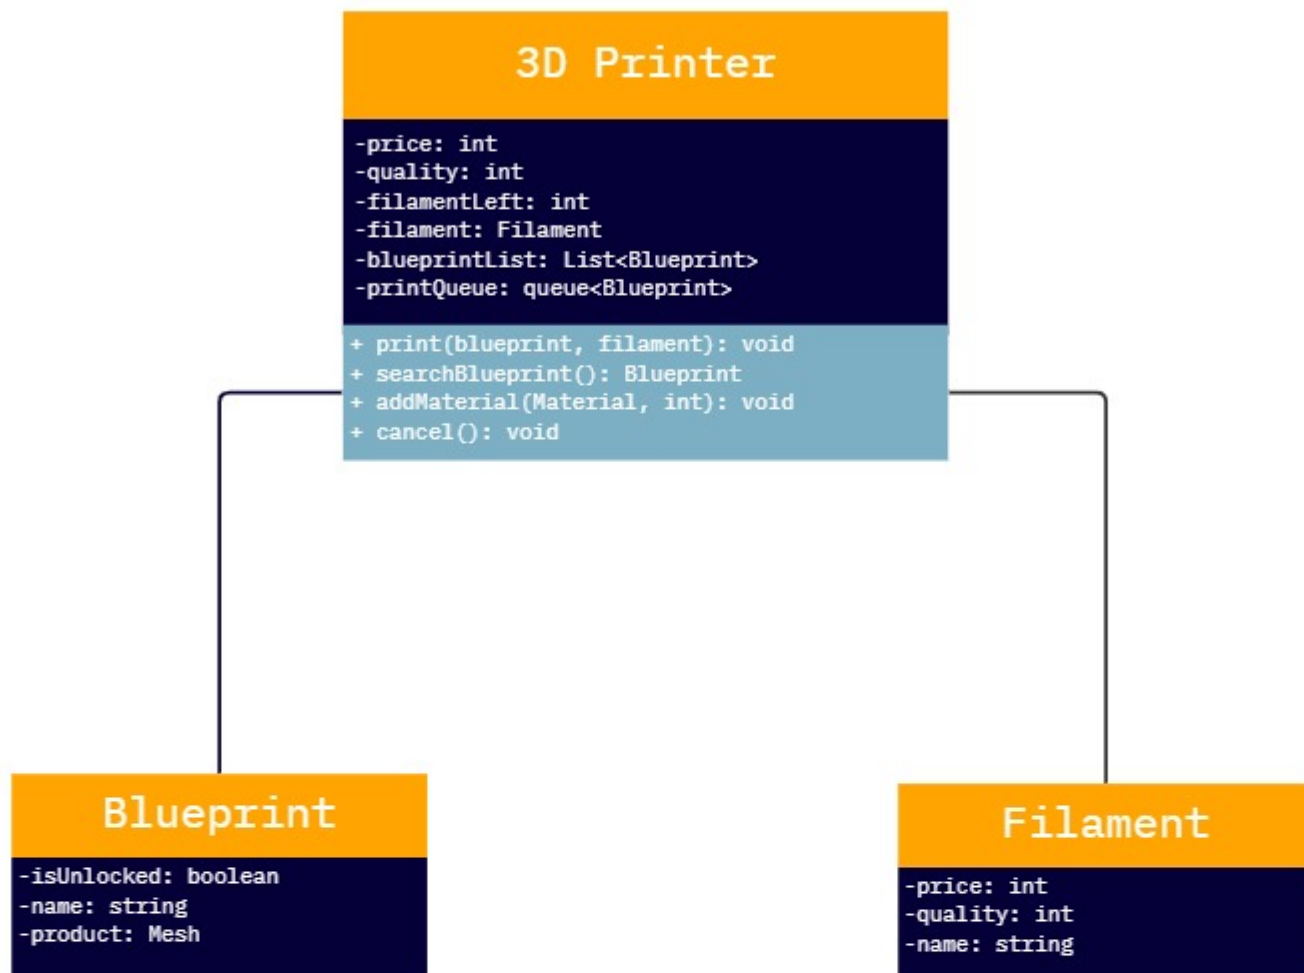 3D Printer
-price: int
-quality: int
-filamentLeft: int
-filament: Filament
-blueprintList: List<Blueprint>
-printQueue: queue<Blueprint>
+ print(blueprint, filament): void
+ searchBlueprint(): Blueprint
+ addMaterial(Material, int): void
+ cancel(): void
Blueprint
-isUnlocked: boolean
-name: string
-product: Mesh
Filament
-price: int
-quality: int
-name: string